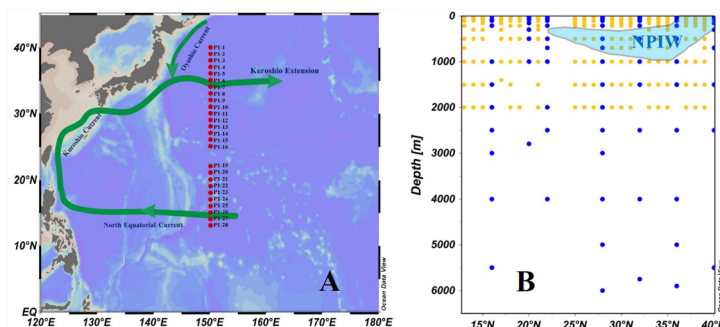 40°N
30°N
20°N
10°N
EQ
120°E
130°E
140°E
150°E
160°E
170°E
180°E
Oyashio Current
Kuroshio Extension
Kuroshio Current
North Equatorial Current
P1-1
P1-2
P1-3
P1-4
P1-5
P1-6
P1-7
P1-8
P1-9
P1-10
P1-11
P1-12
P1-13
P1-14
P1-15
P1-16
P1-19
P1-20
P1-21
P1-22
P1-23
P1-24
P1-25
P1-26
P1-27
P1-28
A
Ocean Data View
Depth [m]
0
1000
2000
3000
4000
5000
6000
NPIW
B
15°N
20°N
25°N
30°N
35°N
40°N